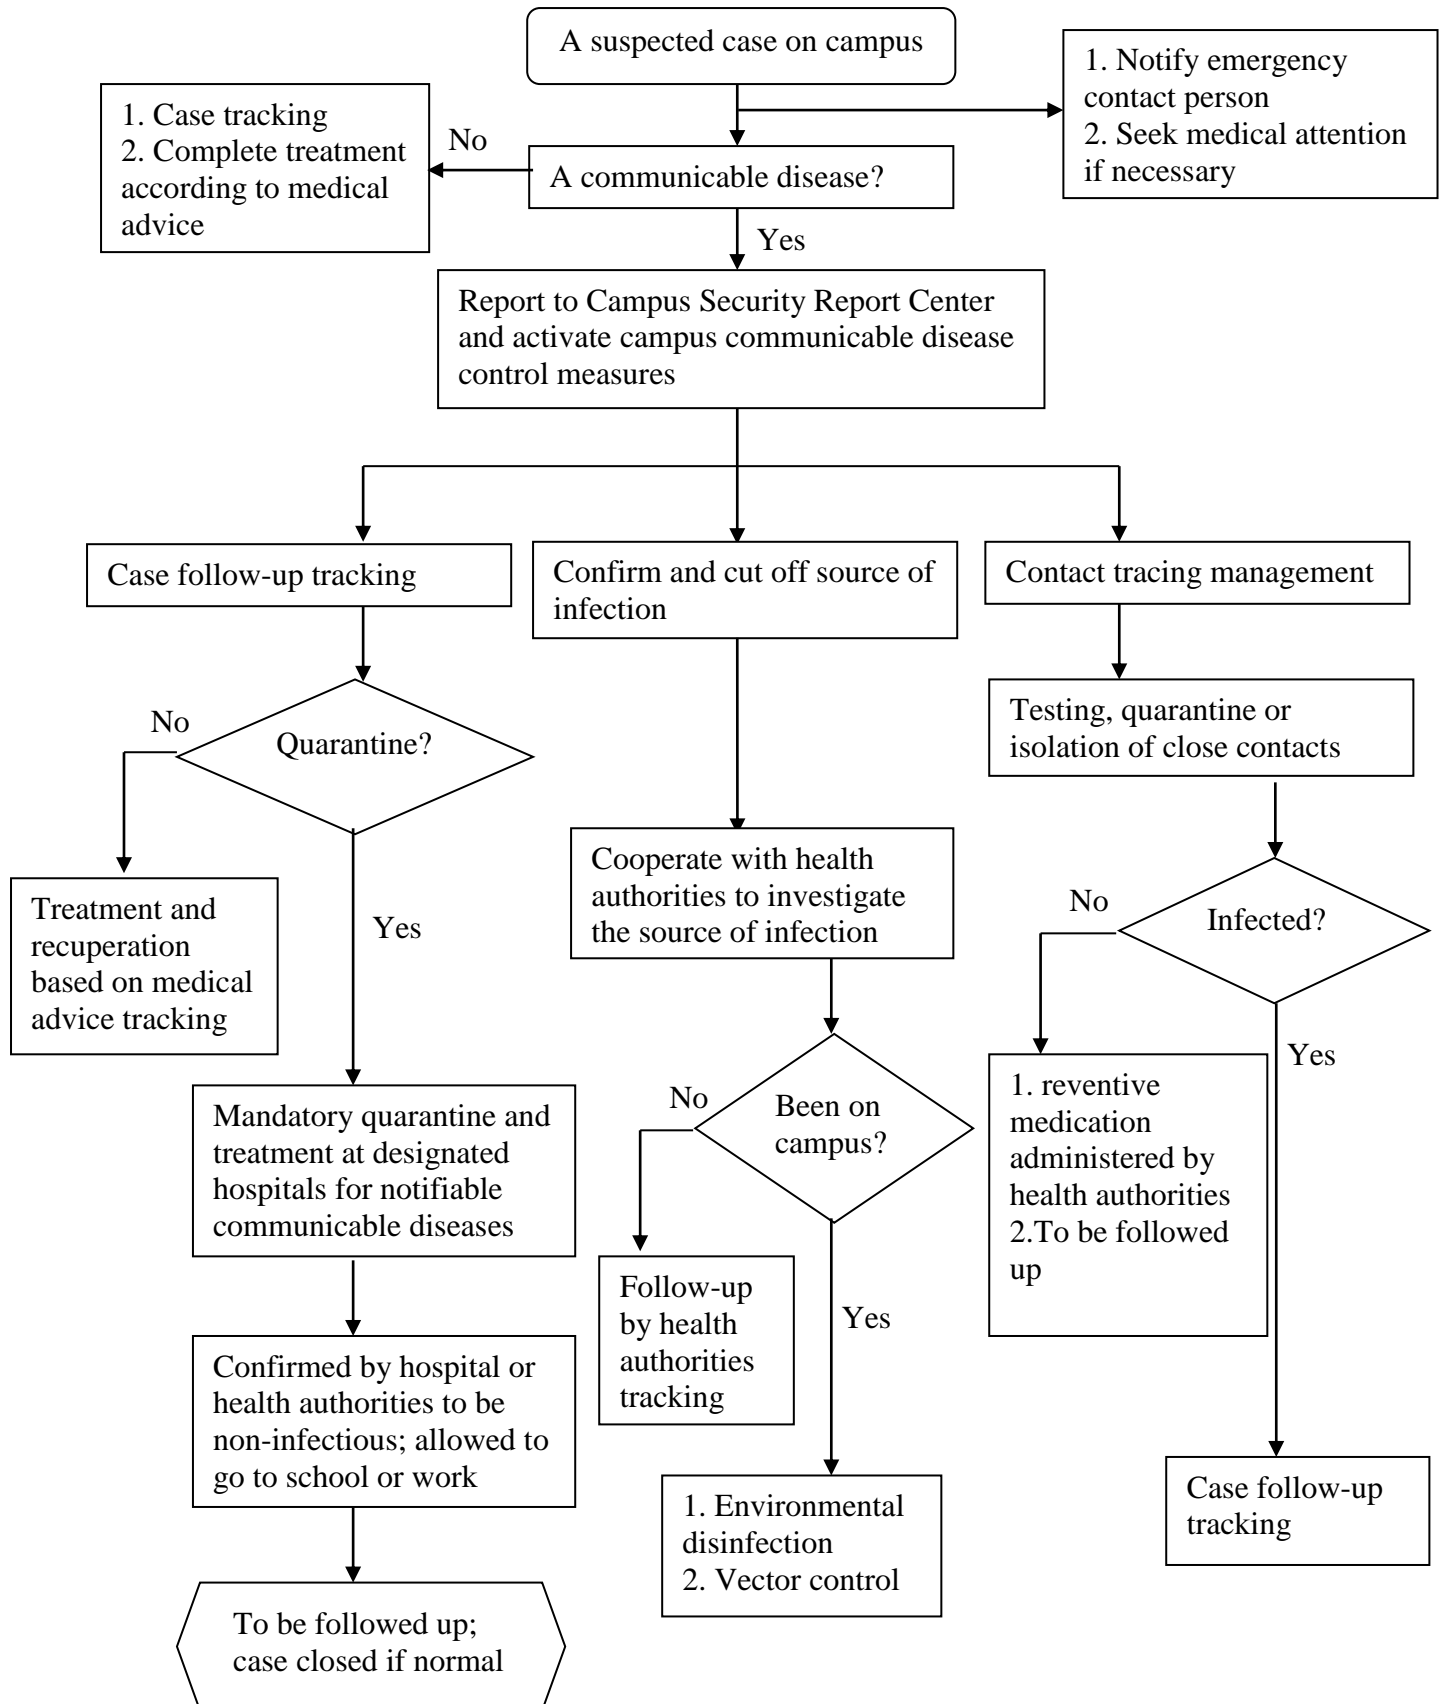 A suspected case on campus
1. Notify emergency
contact person
2. Seek medical attention
if necessary
1. Case tracking
2. Complete treatment
according to medical
advice
No
A communicable disease?
Yes
Report to Campus Security Report Center
and activate campus communicable disease
control measures
Case follow-up tracking
Confirm and cut off source of
infection
Contact tracing management
No
Quarantine?
Testing, quarantine or
isolation of close contacts
Treatment and
recuperation
based on medical
advice tracking
Yes
Cooperate with health
authorities to investigate
the source of infection
No
Infected?
Mandatory quarantine and
treatment at designated
hospitals for notifiable
communicable diseases
No
Been on
campus?
1. reventive
medication
administered by
health authorities
2.To be followed
up
Yes
Follow-up
by health
authorities
tracking
Yes
Confirmed by hospital or
health authorities to be
non-infectious; allowed to
go to school or work
1. Environmental
disinfection
2. Vector control
Case follow-up
tracking
To be followed up;
case closed if normal